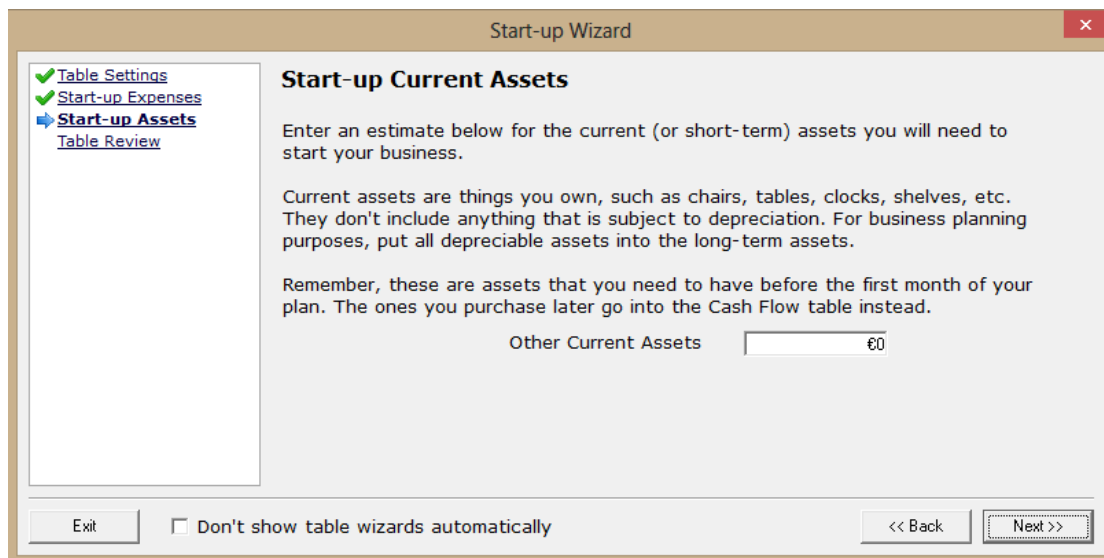 Start-up Wizard
Table Settings
Start-up Expenses
Start-up Assets
Table Review
Start-up Current Assets
Enter an estimate below for the current (or short-term) assets you will need to
start your business.
Current assets are things you own, such as chairs, tables, clocks, shelves, etc.
They don't include anything that is subject to depreciation. For business planning
purposes, put all depreciable assets into the long-term assets.
Remember, these are assets that you need to have before the first month of your
plan. The ones you purchase later go into the Cash Flow table instead.
Other Current Assets €0
Exit Don't show table wizards automatically << Back Next >>